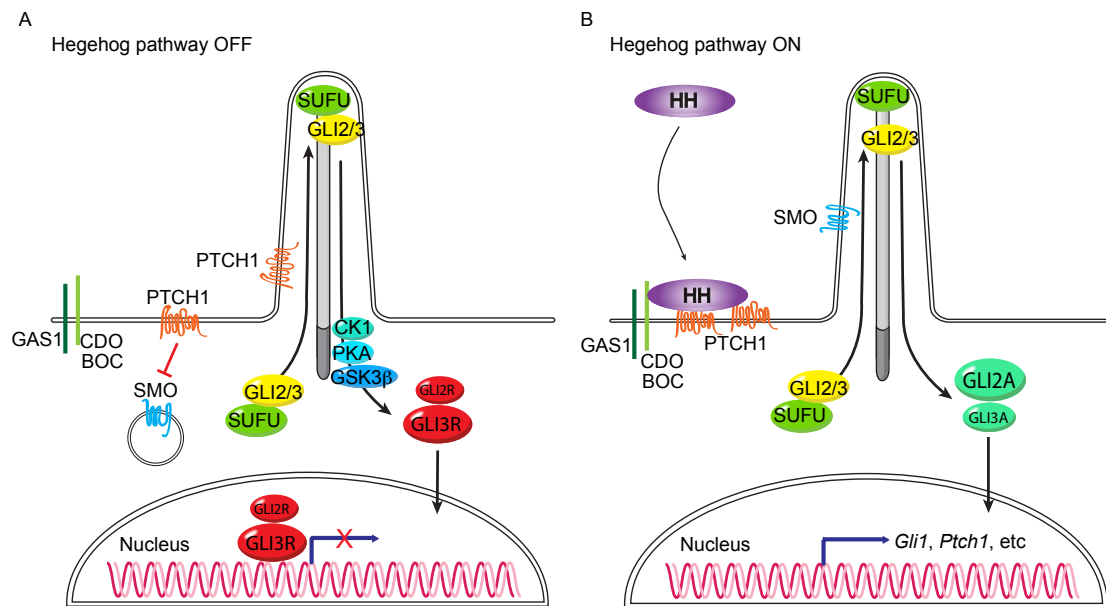 A
Hegehog pathway OFF
SUFU
GLI2/3
PTCH1
PTCH1
GAS1
CDO
BOC
SMO
CK1
PKA
GSK3β
GLI2/3
SUFU
GLI2R
GLI3R
GLI2R
GLI3R
X
Nucleus
B
Hegehog pathway ON
HH
SUFU
GLI2/3
SMO
HH
GAS1
CDO
BOC
PTCH1
GLI2/3
SUFU
GLI2A
GLI3A
Nucleus
Gli1, Ptch1, etc